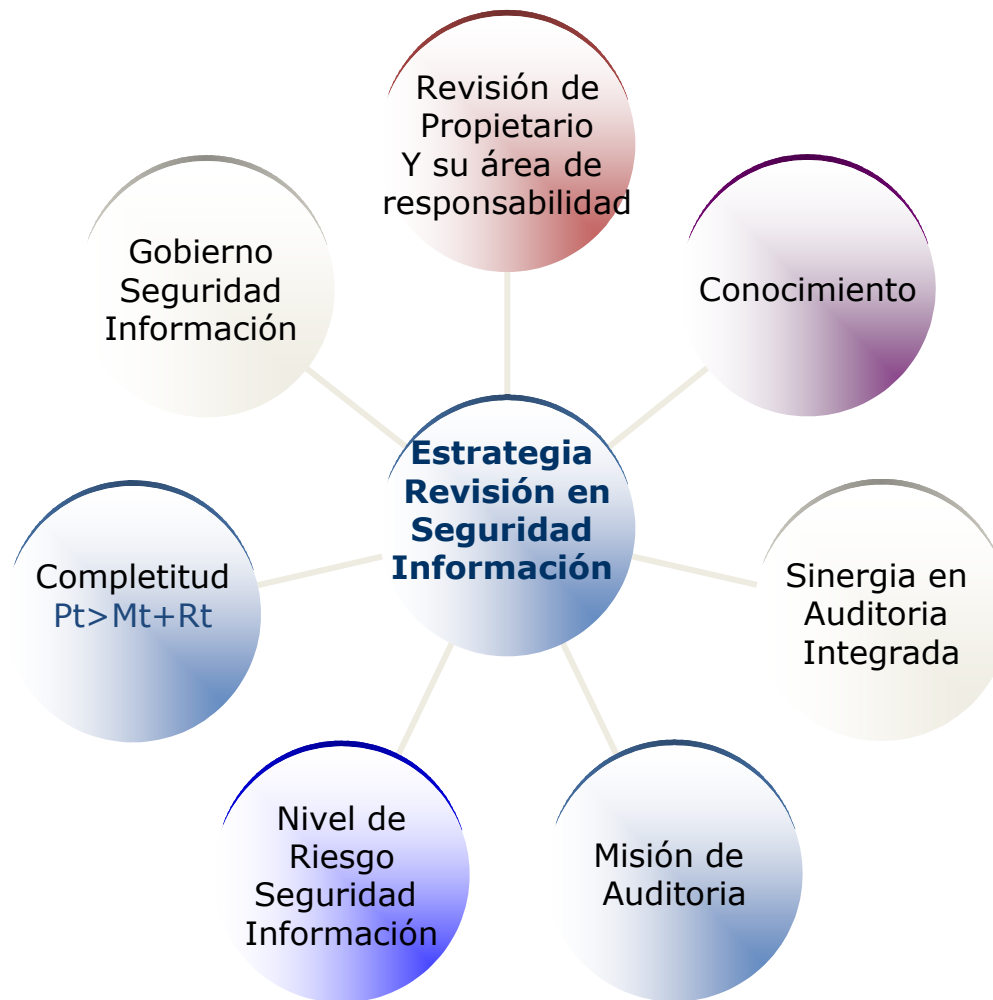 Revisión de
Propietario
Y su área de
responsabilidad
Conocimiento
Sinergia en
Auditoria
Integrada
Misión de
Auditoria
Nivel de
Riesgo
Seguridad
Información
Completitud
Pt>Mt+Rt
Gobierno
Seguridad
Información
Estrategia
Revisión en
Seguridad
Información